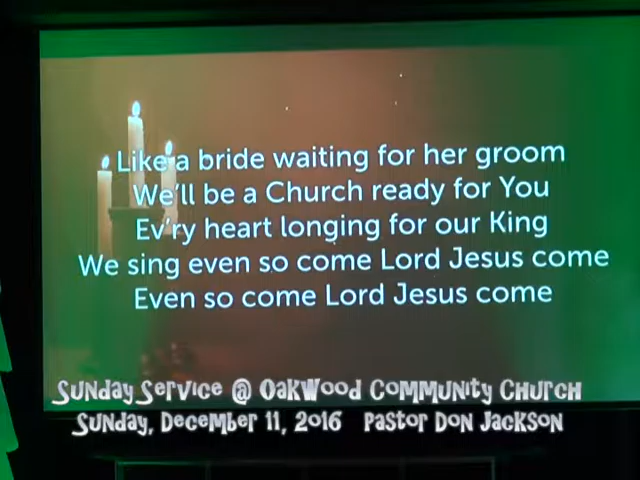 Like a bride waiting for her groom
We'll be a Church ready for You
Ev'ry heart longing for our King
We sing even so come Lord Jesus come
Even so come Lord Jesus come
Sunday Service @ Oakwood Community Church
Sunday, December 11, 2016 Pastor Don Jackson